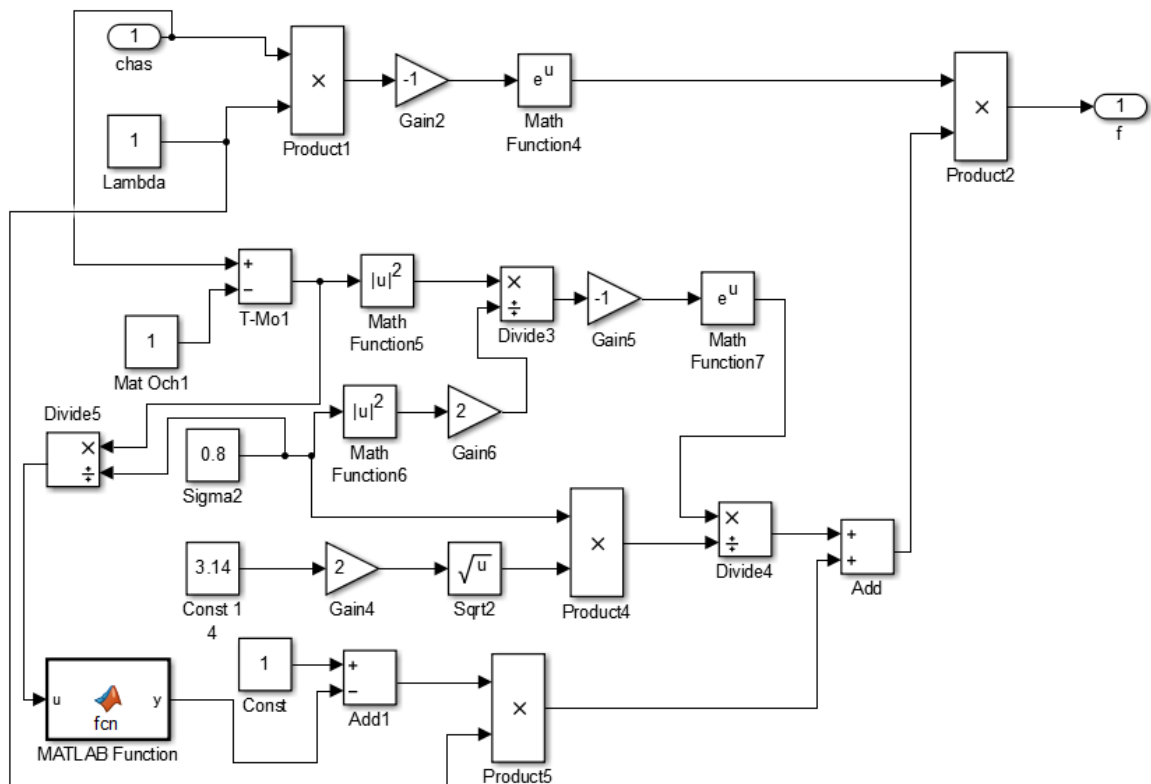 1
chas
×
Product1
-1
Gain2
e^u
Math
Function4
×
Product2
1
f
1
Lambda
+
−
T-Mo1
|u|^2
Math
Function5
×
÷
Divide3
-1
Gain5
e^u
Math
Function7
1
Mat Och1
Divide5
×
÷
0.8
Sigma2
|u|^2
Math
Function6
2
Gain6
×
Product4
×
÷
Divide4
+
+
Add
3.14
Const 1
4
2
Gain4
√u
Sqrt2
u
fcn
y
MATLAB Function
1
Const
+
−
Add1
×
Product5